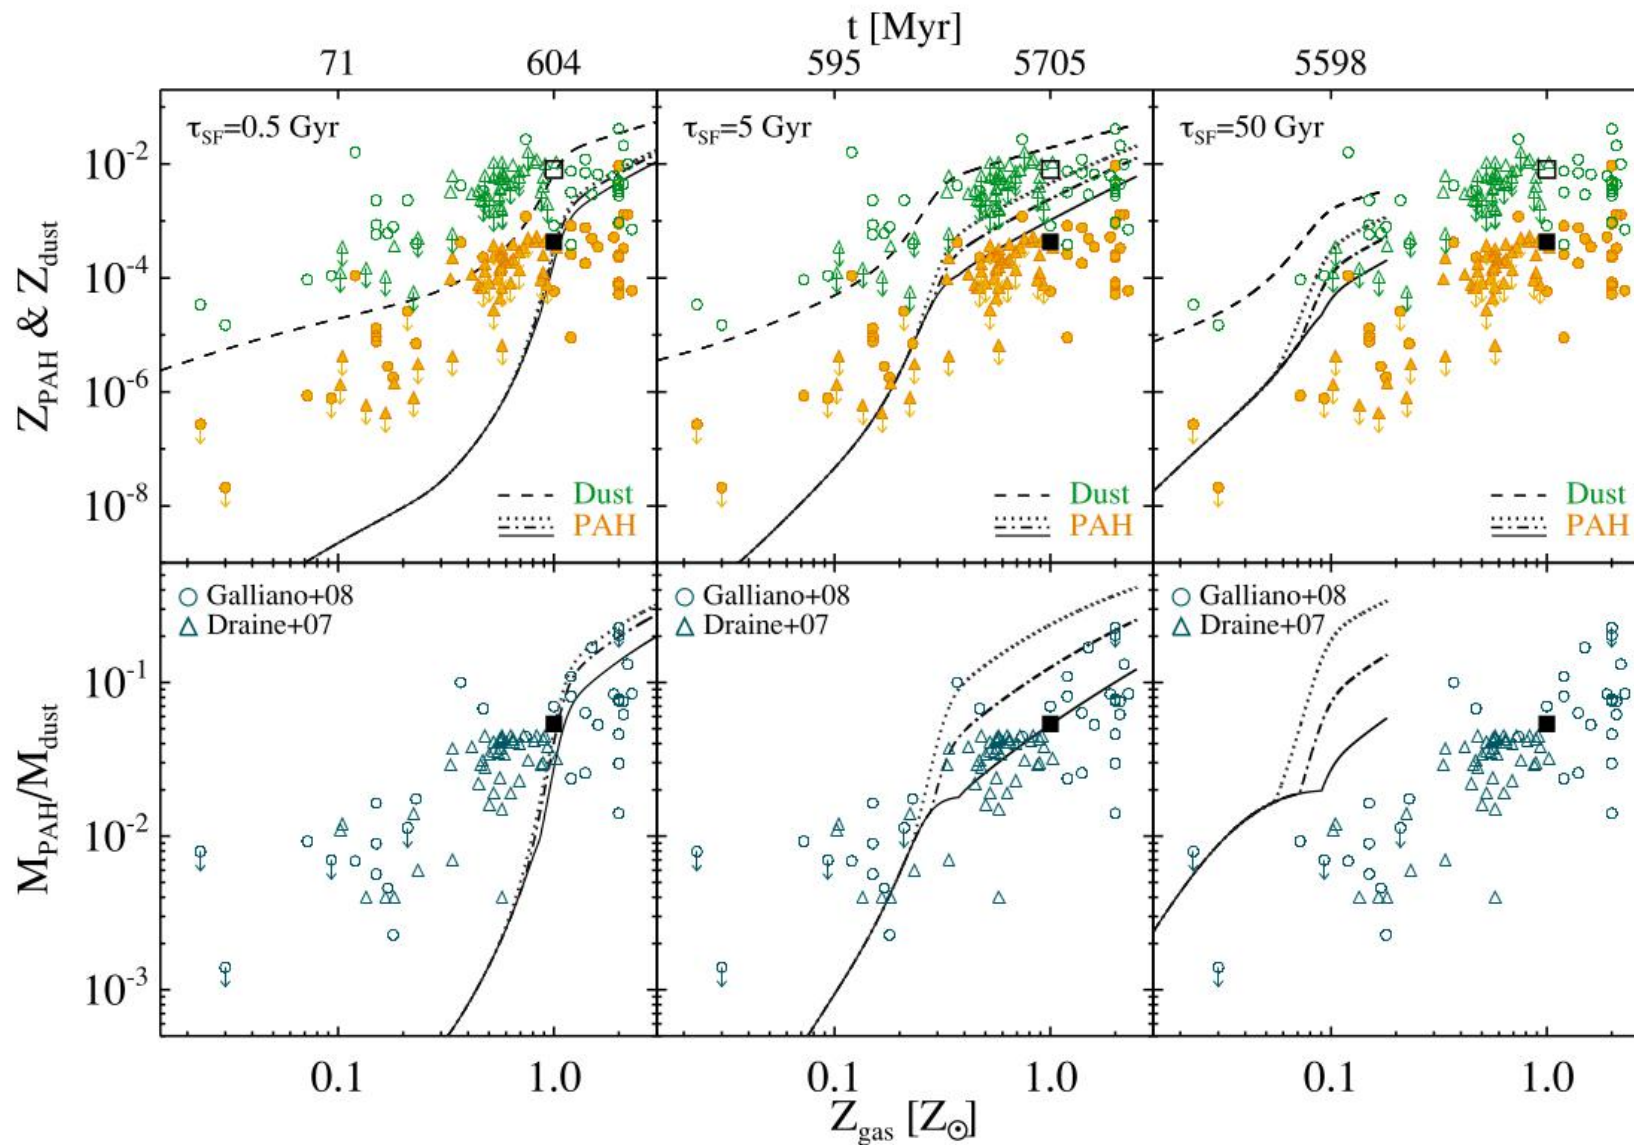 t [Myr]
71 604 595 5705 5598
τSF=0.5 Gyr τSF=5 Gyr τSF=50 Gyr
10-2
10-4
10-6
10-8
ZPAH & Zdust
Dust Dust Dust
PAH PAH PAH
Galliano+08 Galliano+08 Galliano+08
Draine+07 Draine+07 Draine+07
10-1
10-2
10-3
MPAH/Mdust
0.1 1.0 0.1 1.0 0.1 1.0
Zgas [Z⊙]